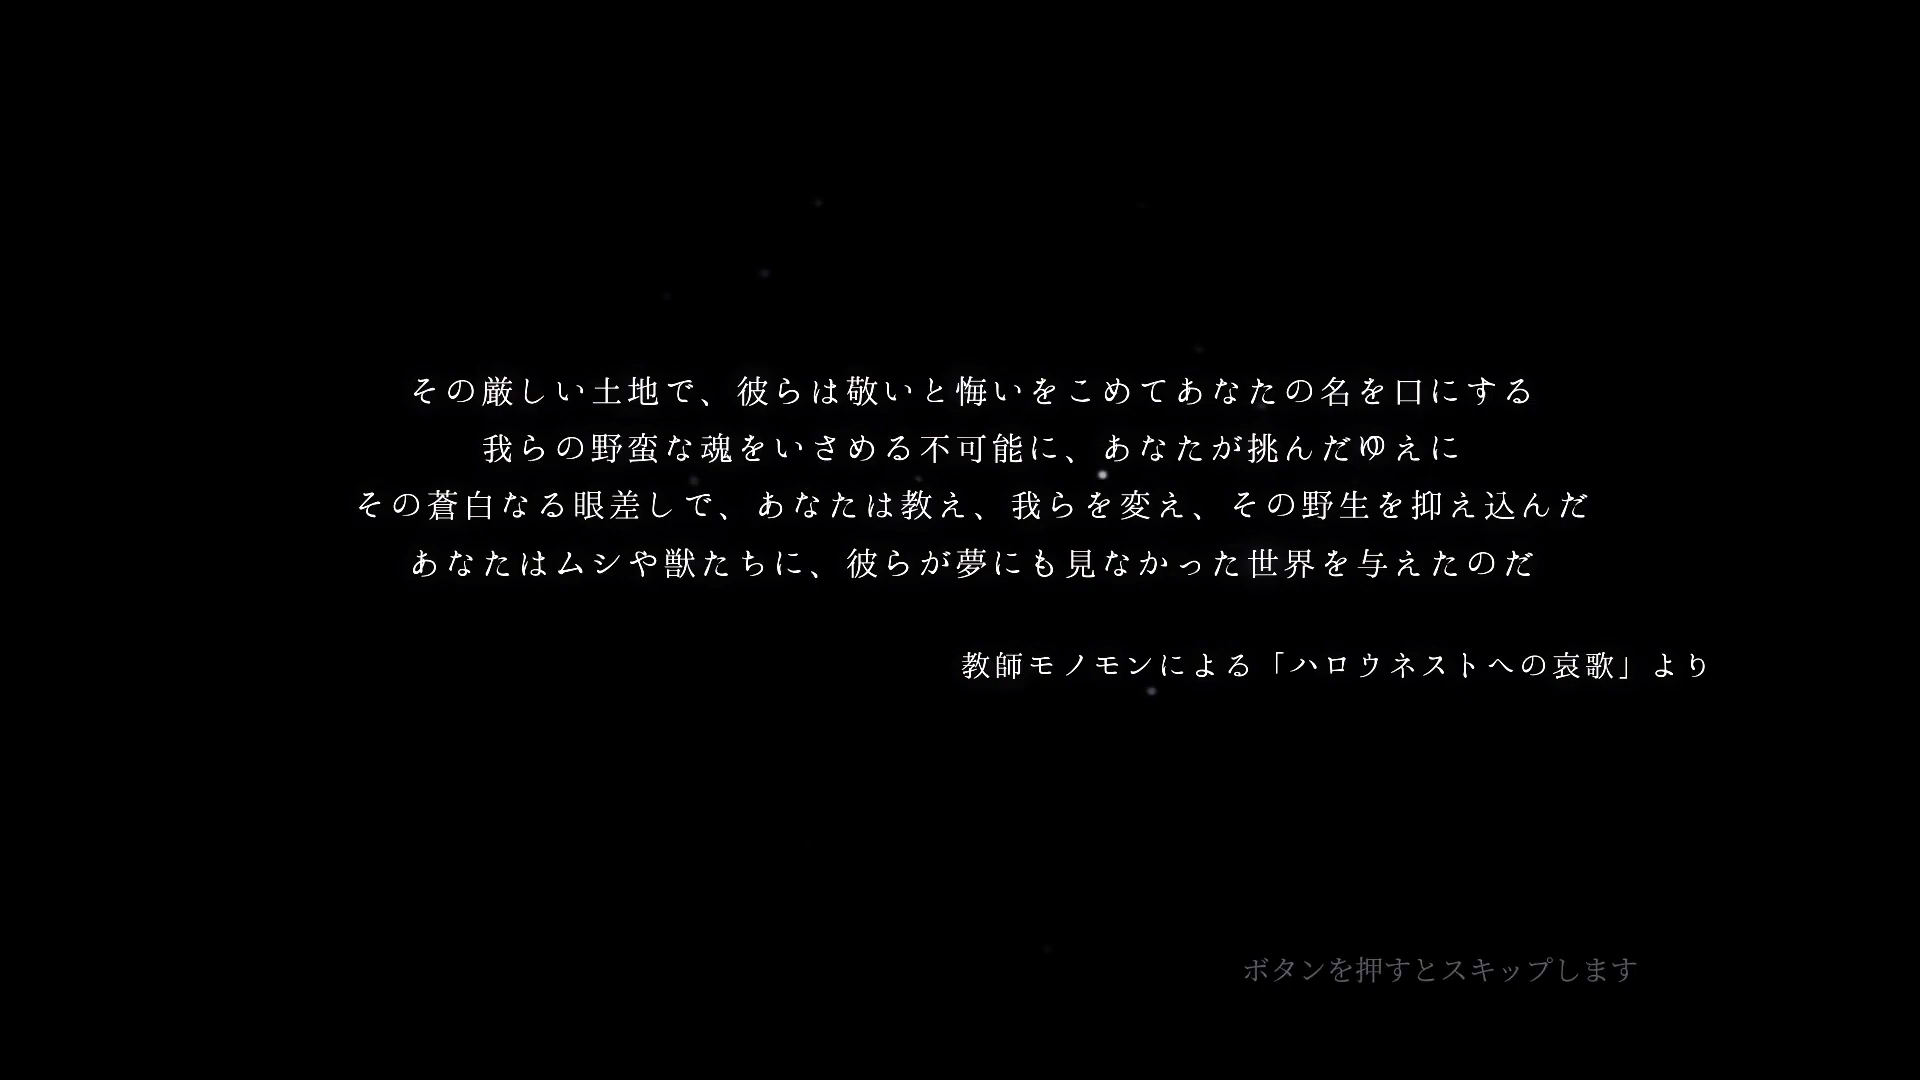 その厳しい土地で、彼らは敬いと悔いをこめてあなたの名を口にする
我らの野蛮な魂をいさめる不可能に、あなたが挑んだゆえに
その蒼白なる眼差しで、あなたは教え、我らを変え、その野生を抑え込んだ
あなたはムシや獣たちに、彼らが夢にも見なかった世界を与えたのだ
教師モノモンによる「ハロウネストへの哀歌」より
ボタンを押すとスキップします